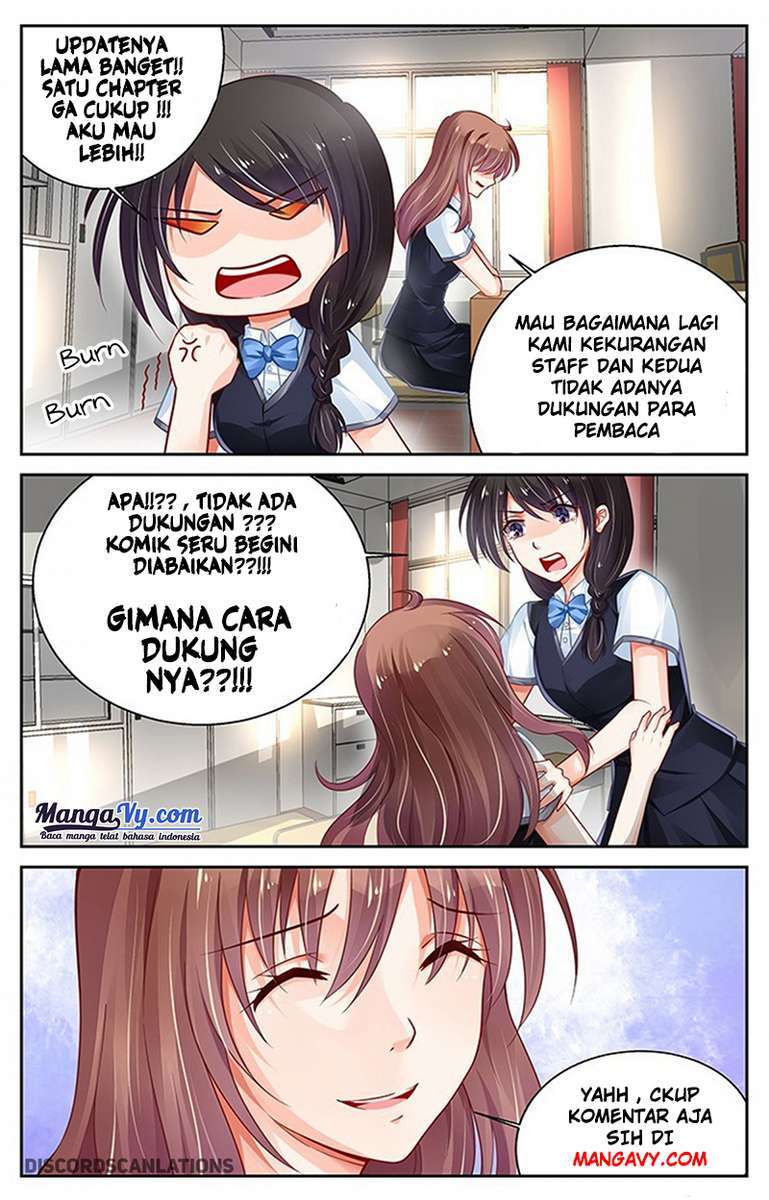 UPDATENYA
LAMA BANGET!!
SATU CHAPTER
GA CUKUP !!!
AKU MAU
LEBIH!!
Burn
Burn
MAU BAGAIMANA LAGI
KAMI KEKURANGAN
STAFF DAN KEDUA
TIDAK ADANYA
DUKUNGAN PARA
PEMBACA
APA!!?? , TIDAK ADA
DUKUNGAN ???
KOMIK SERU BEGINI
DIABAIKAN??!!!
GIMANA CARA
DUKUNG
NYA??!!!
MangaVy.com
Baca manga telat bahasa indonesia
YAHH , CKUP
KOMENTAR AJA
SIH DI
MANGAVY.COM
DISCORDSCANLATIONS